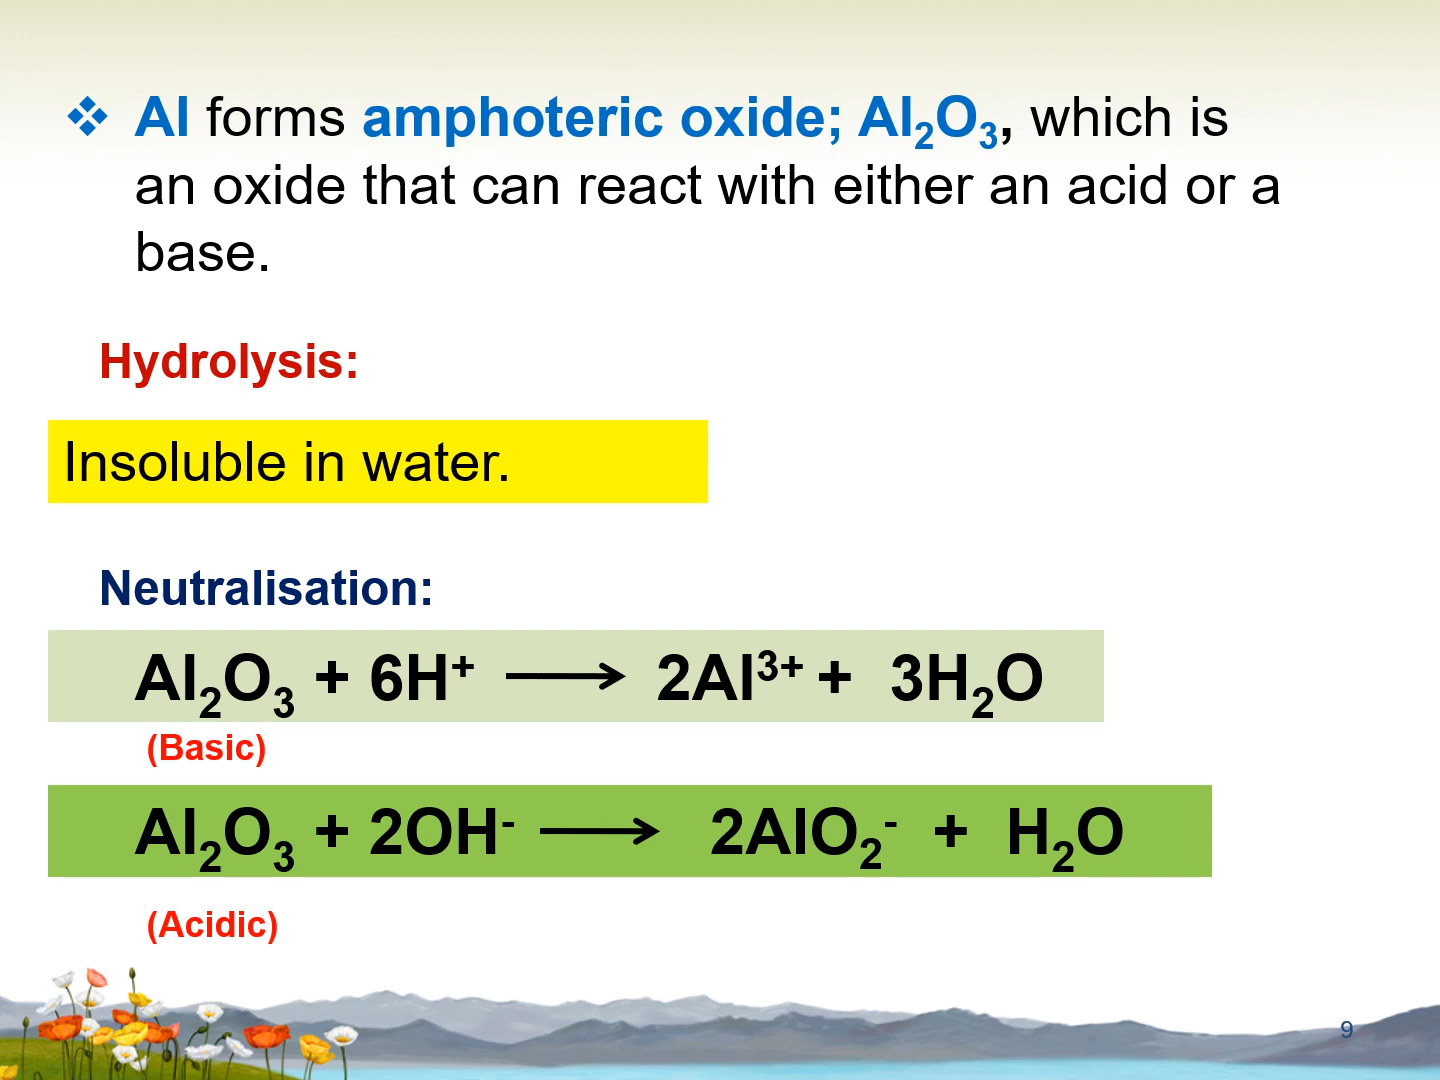 ❖ Al forms amphoteric oxide; Al₂O₃, which is
an oxide that can react with either an acid or a
base.
Hydrolysis:
Insoluble in water.
Neutralisation:
Al₂O₃ + 6H⁺ ⟶ 2Al³⁺ + 3H₂O
(Basic)
Al₂O₃ + 2OH⁻ ⟶ 2AlO₂⁻ + H₂O
(Acidic)
9